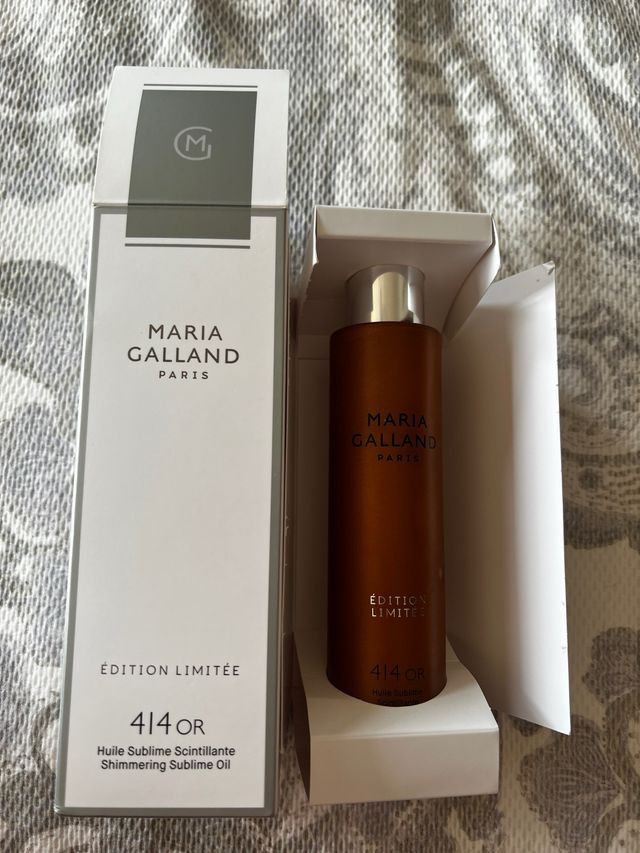 MG
MARIA
GALLAND
PARIS
ÉDITION LIMITÉE
414 OR
Huile Sublime Scintillante
Shimmering Sublime Oil
MARIA
GALLAND
PARIS
ÉDITION
LIMITÉE
414 OR
Huile Sublime
Scintillante